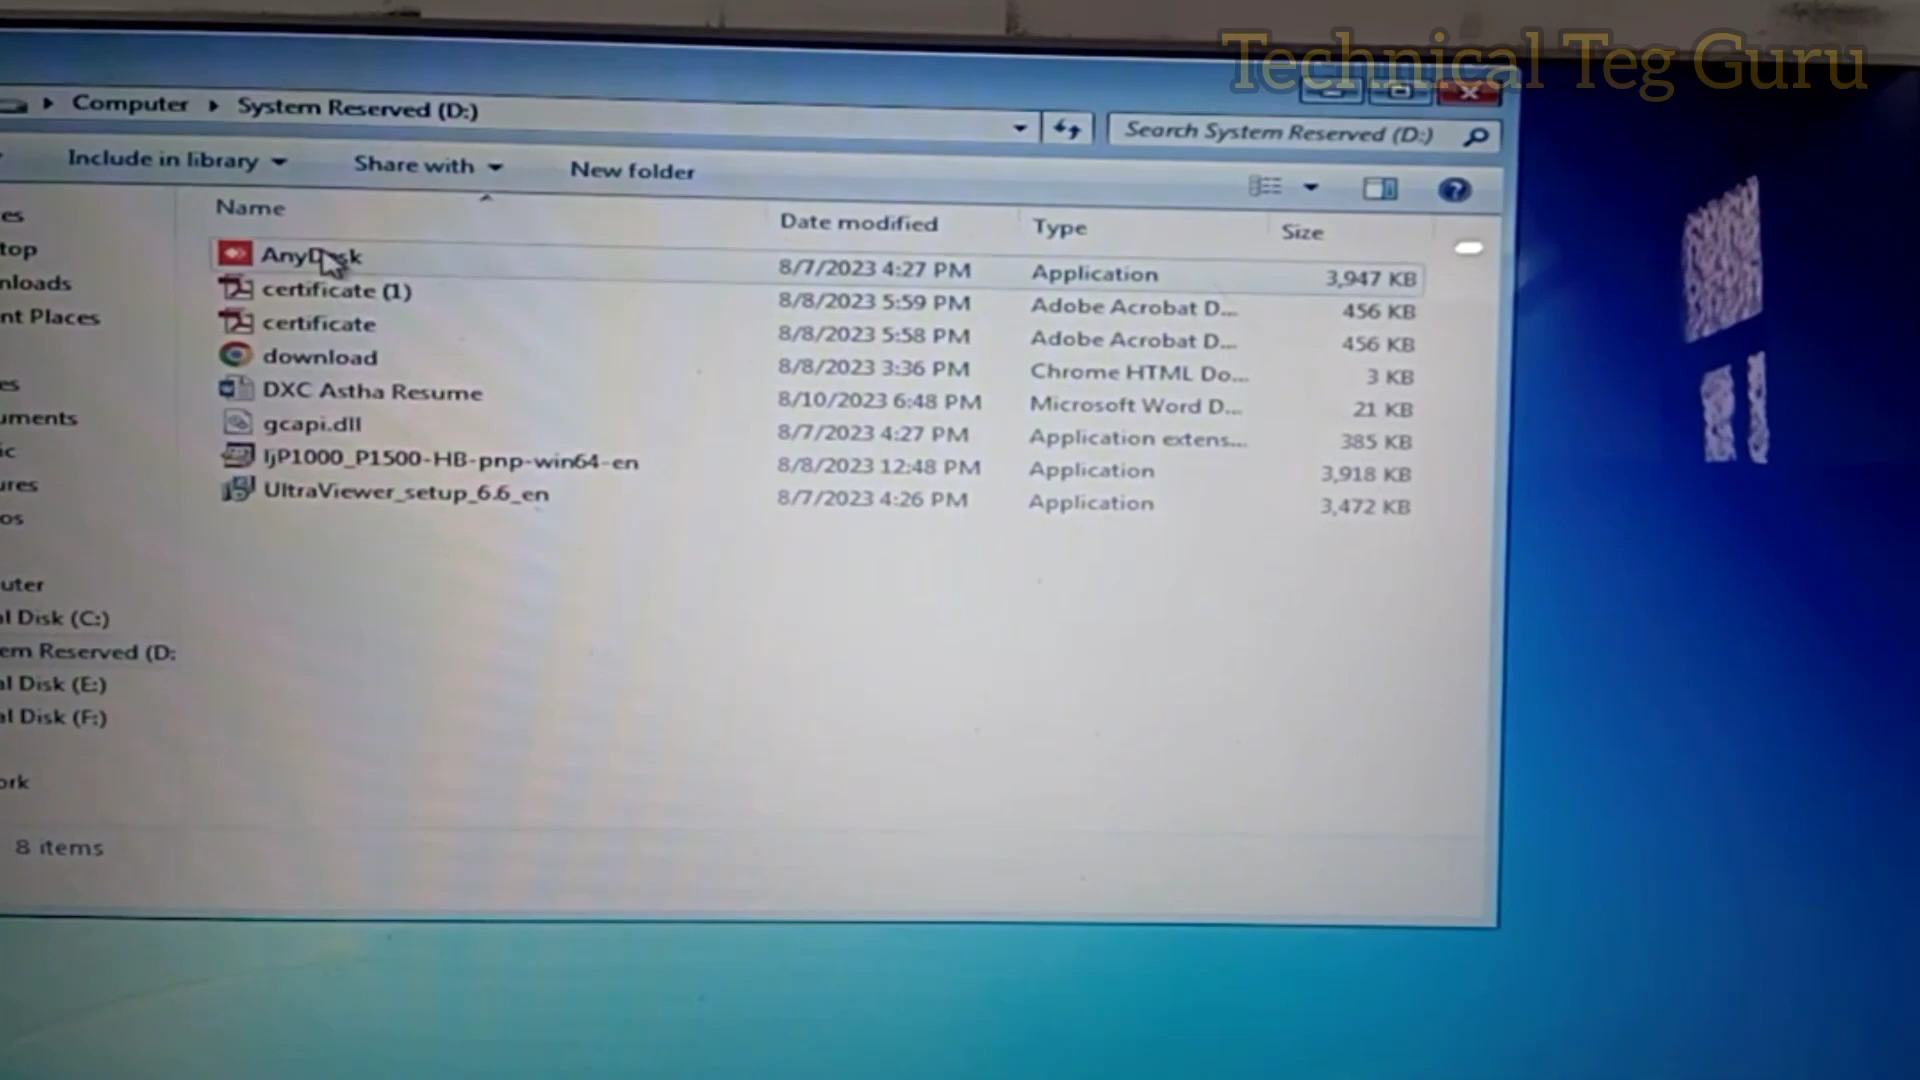 Technical Teg Guru
Computer System Reserved (D:)
Search System Reserved (D:)
Include in library Share with New folder
Name Date modified Type Size
AnyDesk 8/7/2023 4:27 PM Application 3,947 KB
certificate (1) 8/8/2023 5:59 PM Adobe Acrobat D... 456 KB
certificate 8/8/2023 5:58 PM Adobe Acrobat D... 456 KB
download 8/8/2023 3:36 PM Chrome HTML Do... 3 KB
DXC Astha Resume 8/10/2023 6:48 PM Microsoft Word D... 21 KB
gcapi.dll 8/7/2023 4:27 PM Application extens... 385 KB
ljP1000_P1500-HB-pnp-win64-en 8/8/2023 12:48 PM Application 3,918 KB
UltraViewer_setup_6.6_en 8/7/2023 4:26 PM Application 3,472 KB
es
top
nloads
nt Places
es
uments
ic
ures
os
uter
al Disk (C:)
em Reserved (D:
al Disk (E:)
al Disk (F:)
ork
8 items